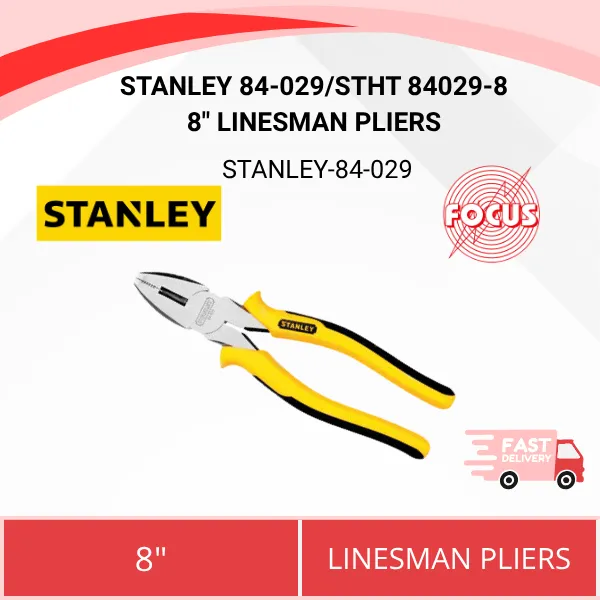 STANLEY 84-029/STHT 84029-8
8" LINESMAN PLIERS
STANLEY-84-029
STANLEY
FOCUS
STANLEY
FAST
DELIVERY
8"
LINESMAN PLIERS